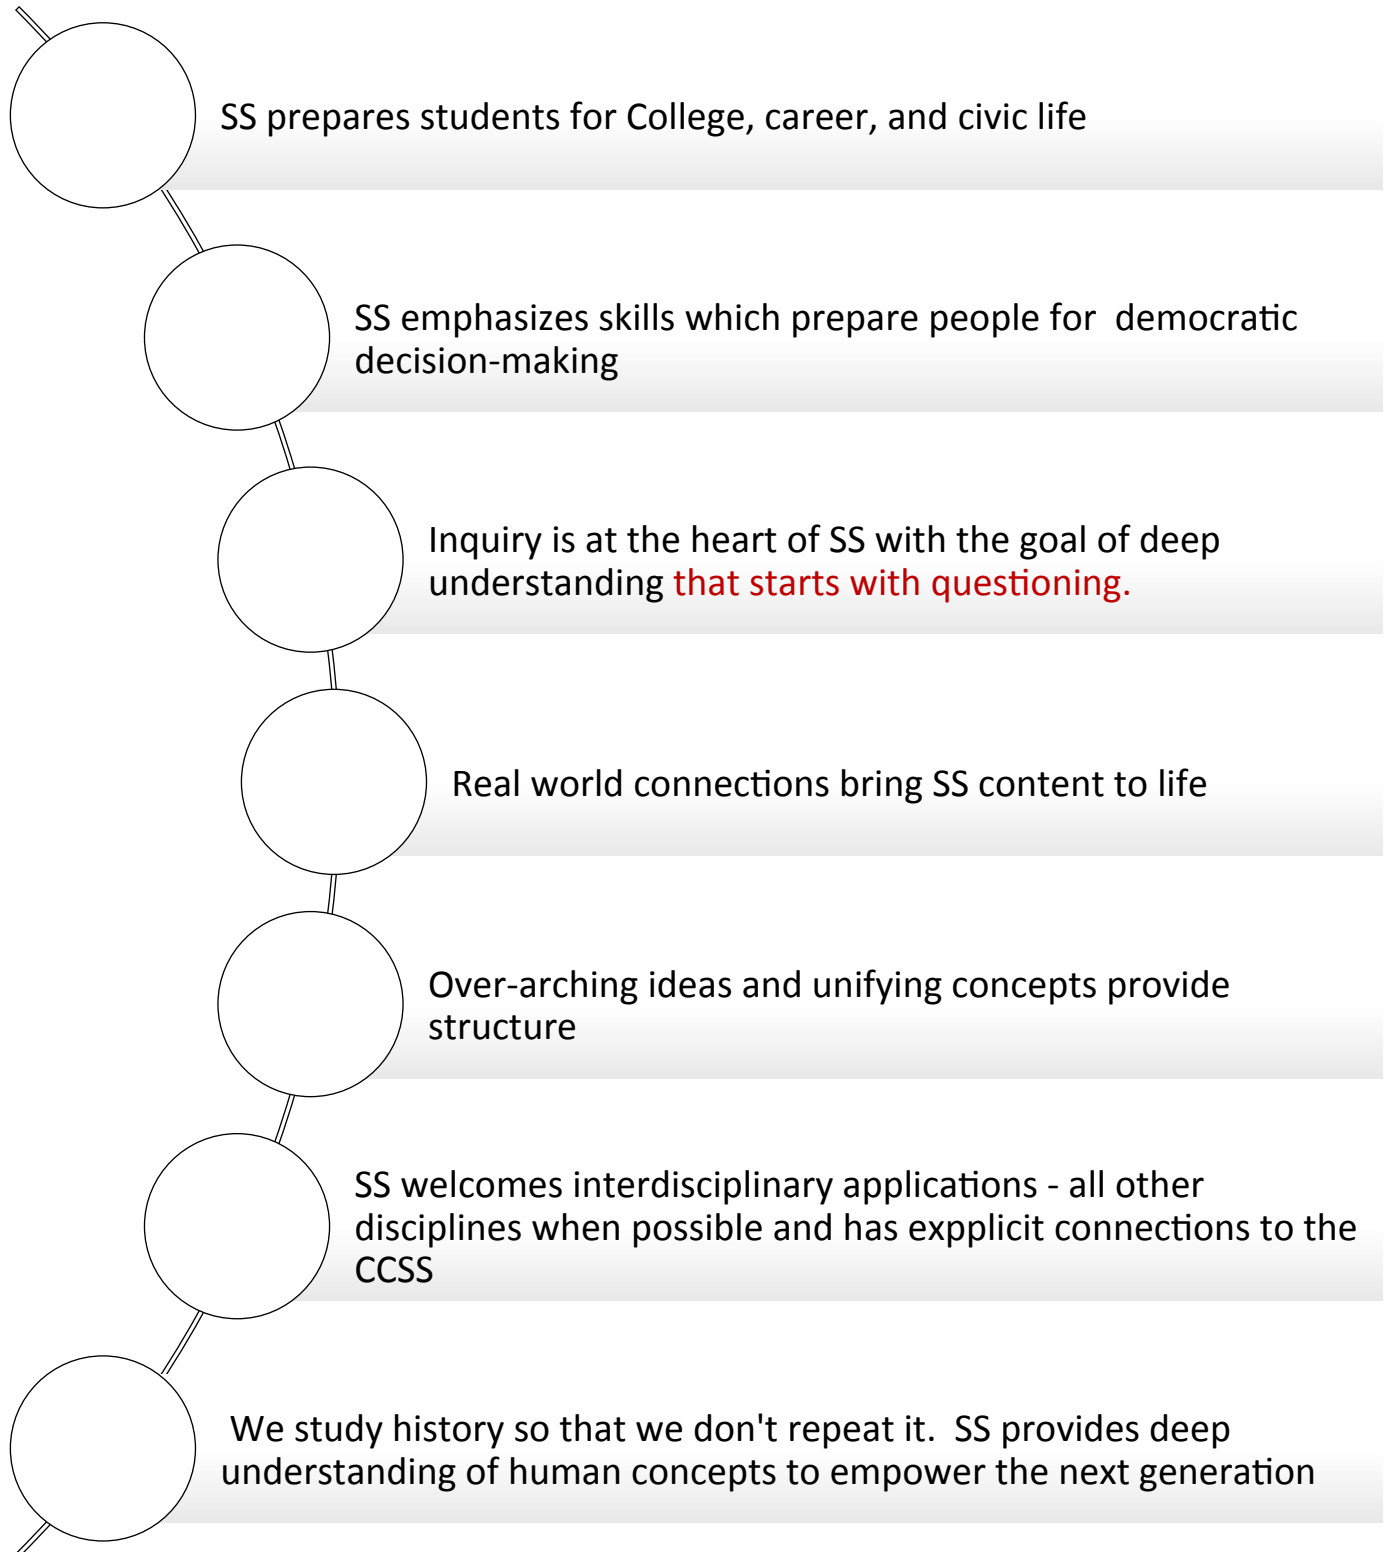 SS prepares students for College, career, and civic life
SS emphasizes skills which prepare people for  democratic
decision-making
Inquiry is at the heart of SS with the goal of deep
understanding that starts with questioning.
Real world connections bring SS content to life
Over-arching ideas and unifying concepts provide
structure
SS welcomes interdisciplinary applications - all other
disciplines when possible and has expplicit connections to the
CCSS
We study history so that we don't repeat it.  SS provides deep
understanding of human concepts to empower the next generation